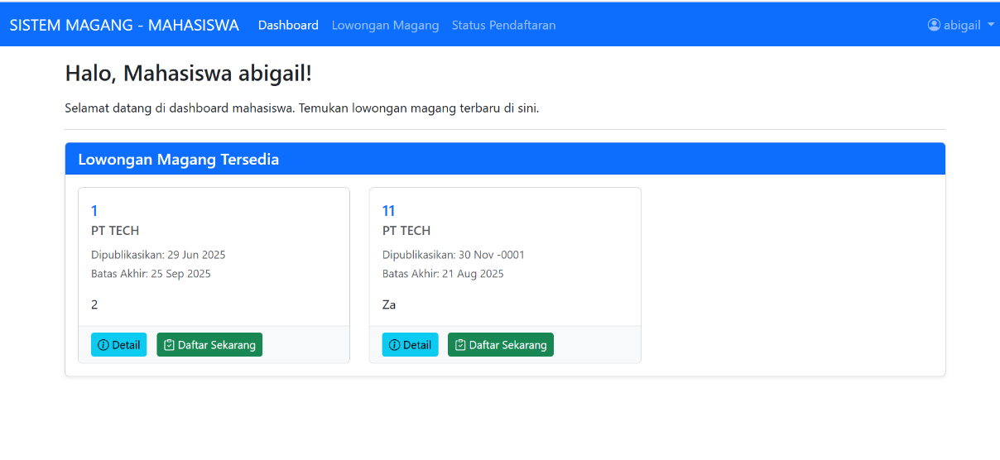 SISTEM MAGANG - MAHASISWA Dashboard Lowongan Magang Status Pendaftaran abigail
Halo, Mahasiswa abigail!
Selamat datang di dashboard mahasiswa. Temukan lowongan magang terbaru di sini.
Lowongan Magang Tersedia
1
PT TECH
Dipublikasikan: 29 Jun 2025
Batas Akhir: 25 Sep 2025
2
Detail Daftar Sekarang
11
PT TECH
Dipublikasikan: 30 Nov -0001
Batas Akhir: 21 Aug 2025
Za
Detail Daftar Sekarang